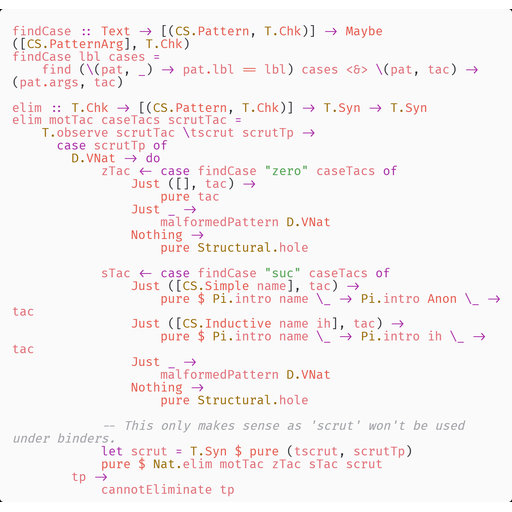 findCase :: Text → [(CS.Pattern, T.Chk)] → Maybe
([CS.PatternArg], T.Chk)
findCase lbl cases =
    find (\(pat, _) → pat.lbl == lbl) cases <&> \(pat, tac) →
(pat.args, tac)

elim :: T.Chk → [(CS.Pattern, T.Chk)] → T.Syn → T.Syn
elim motTac caseTacs scrutTac =
    T.observe scrutTac \tscrut scrutTp →
      case scrutTp of
        D.VNat → do
            zTac ← case findCase "zero" caseTacs of
                Just ([], tac) →
                    pure tac
                Just _ →
                    malformedPattern D.VNat
                Nothing →
                    pure Structural.hole

            sTac ← case findCase "suc" caseTacs of
                Just ([CS.Simple name], tac) →
                    pure $ Pi.intro name \_ → Pi.intro Anon \_ →
tac
                Just ([CS.Inductive name ih], tac) →
                    pure $ Pi.intro name \_ → Pi.intro ih \_ →
tac
                Just _ →
                    malformedPattern D.VNat
                Nothing →
                    pure Structural.hole

            -- This only makes sense as 'scrut' won't be used
under binders.
            let scrut = T.Syn $ pure (tscrut, scrutTp)
            pure $ Nat.elim motTac zTac sTac scrut
        tp →
            cannotEliminate tp